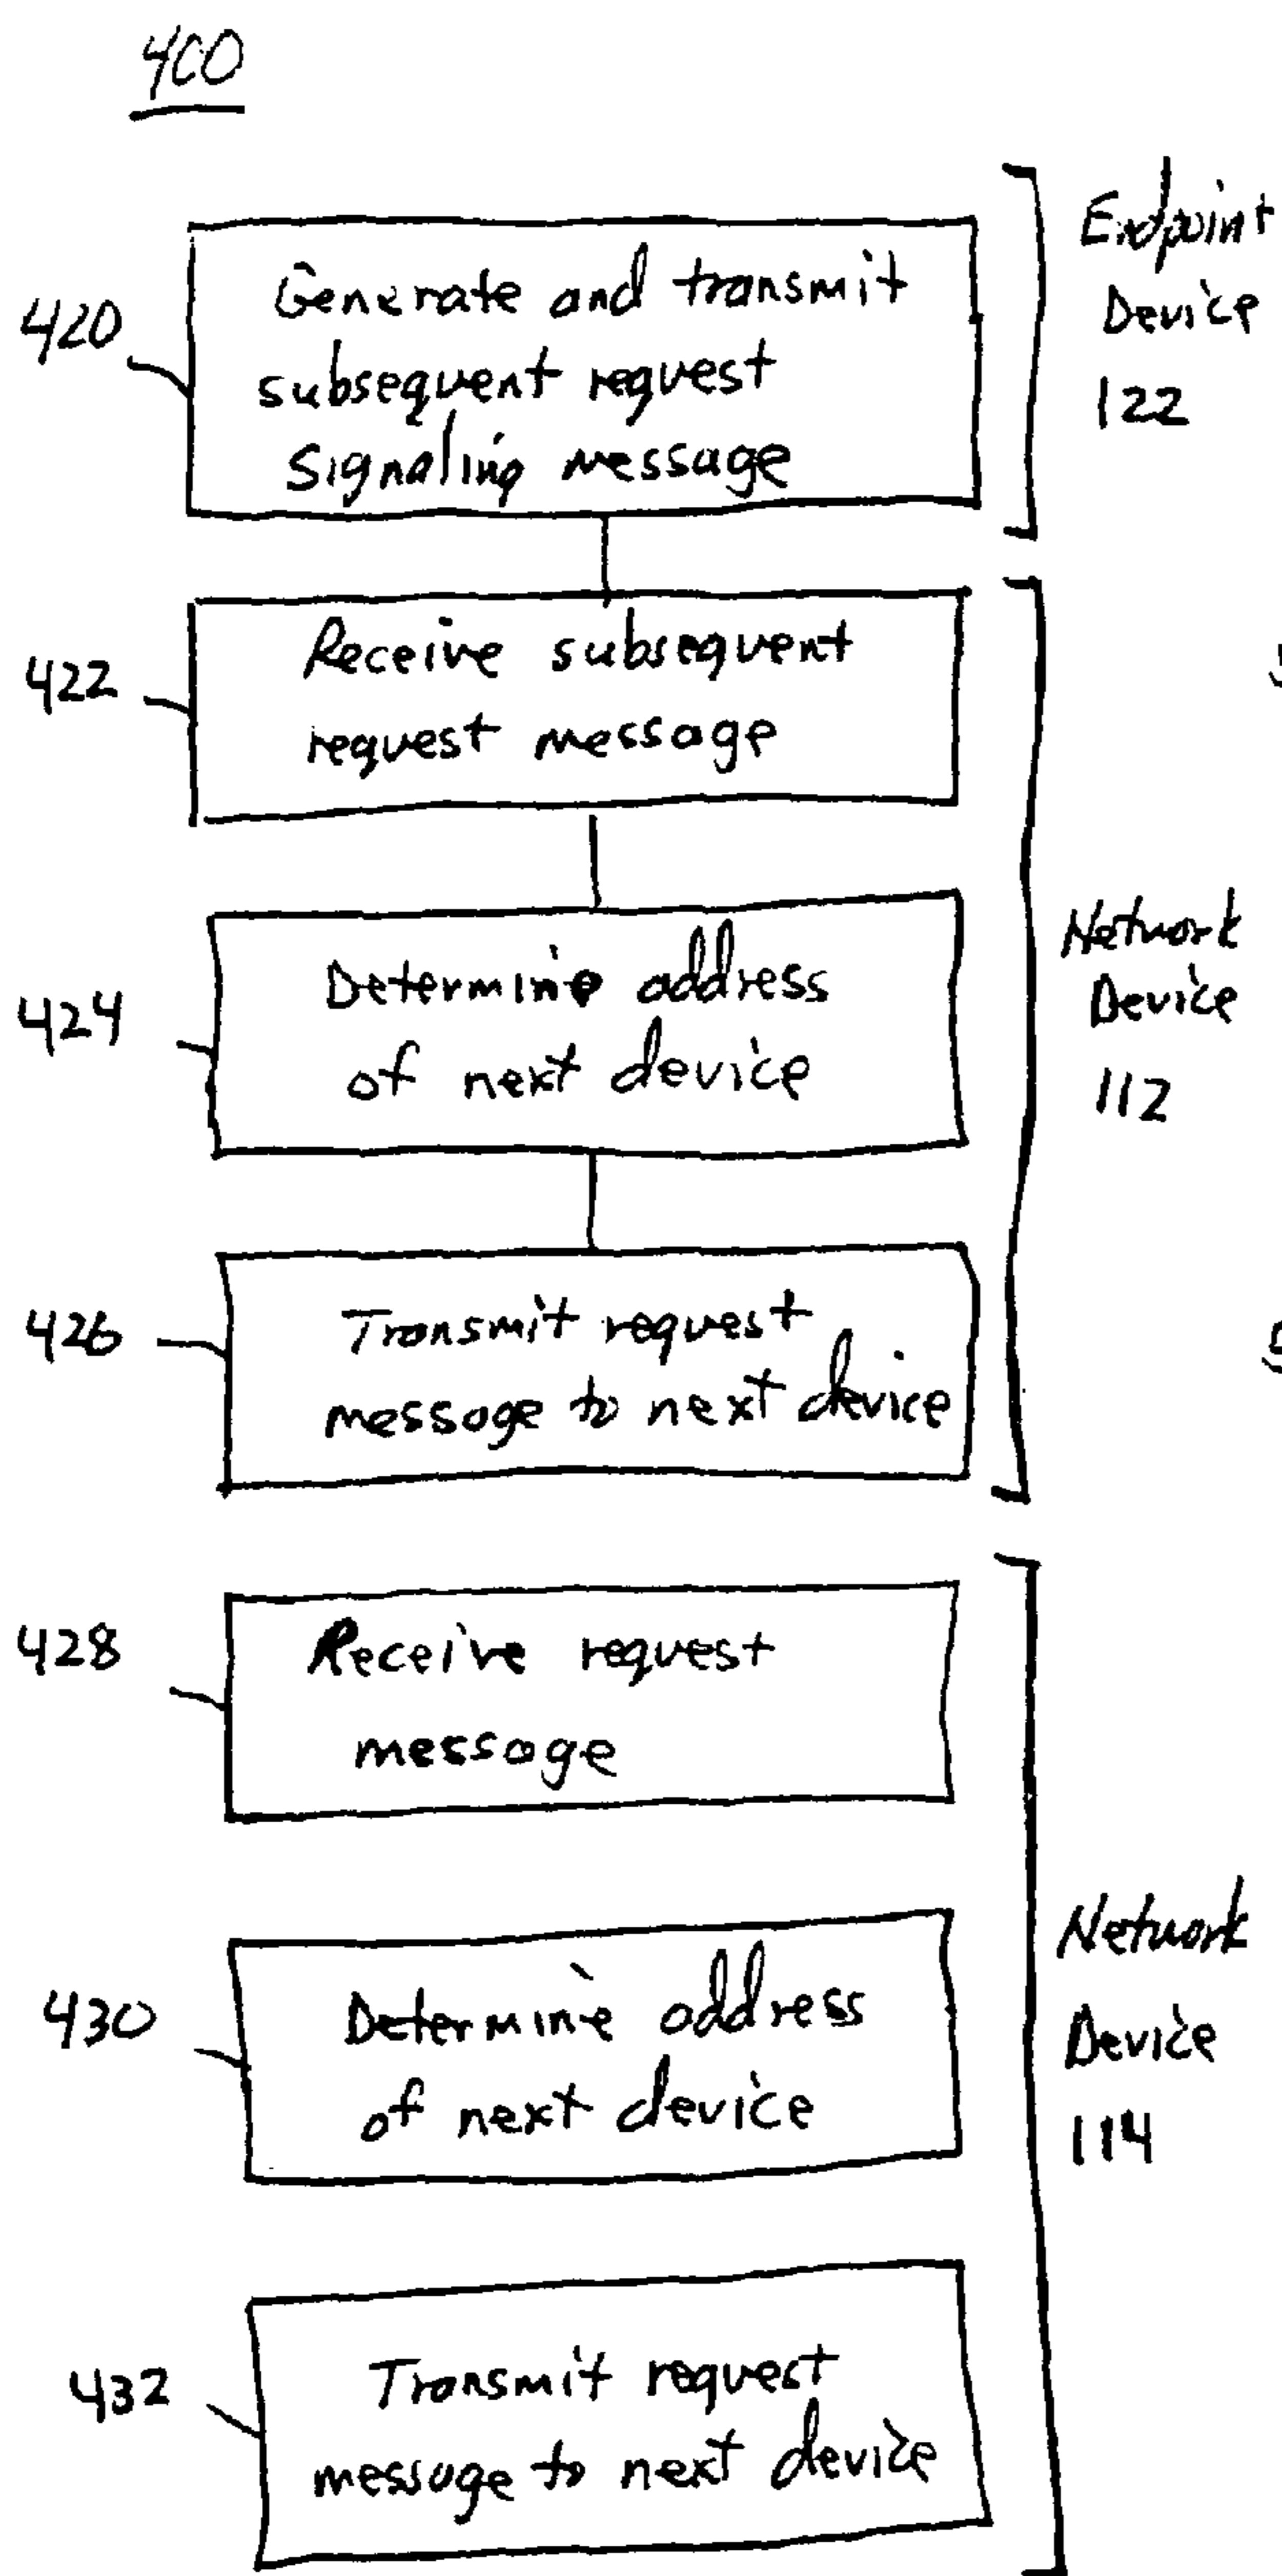 400
Endpoint
Device
122
420
Generate and transmit
subsequent request
signaling message
422
Receive subsequent
request message
Network
Device
112
424
Determine address
of next device
426
Transmit request
message to next device
428
Receive request
message
Network
Device
114
430
Determine address
of next device
432
Transmit request
message to next device